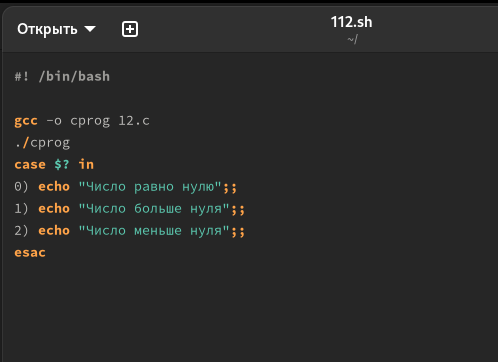 Открыть
112.sh
~/
#! /bin/bash
gcc -o cprog 12.c
./cprog
case $? in
0) echo "Число равно нулю";;
1) echo "Число больше нуля";;
2) echo "Число меньше нуля";;
esac